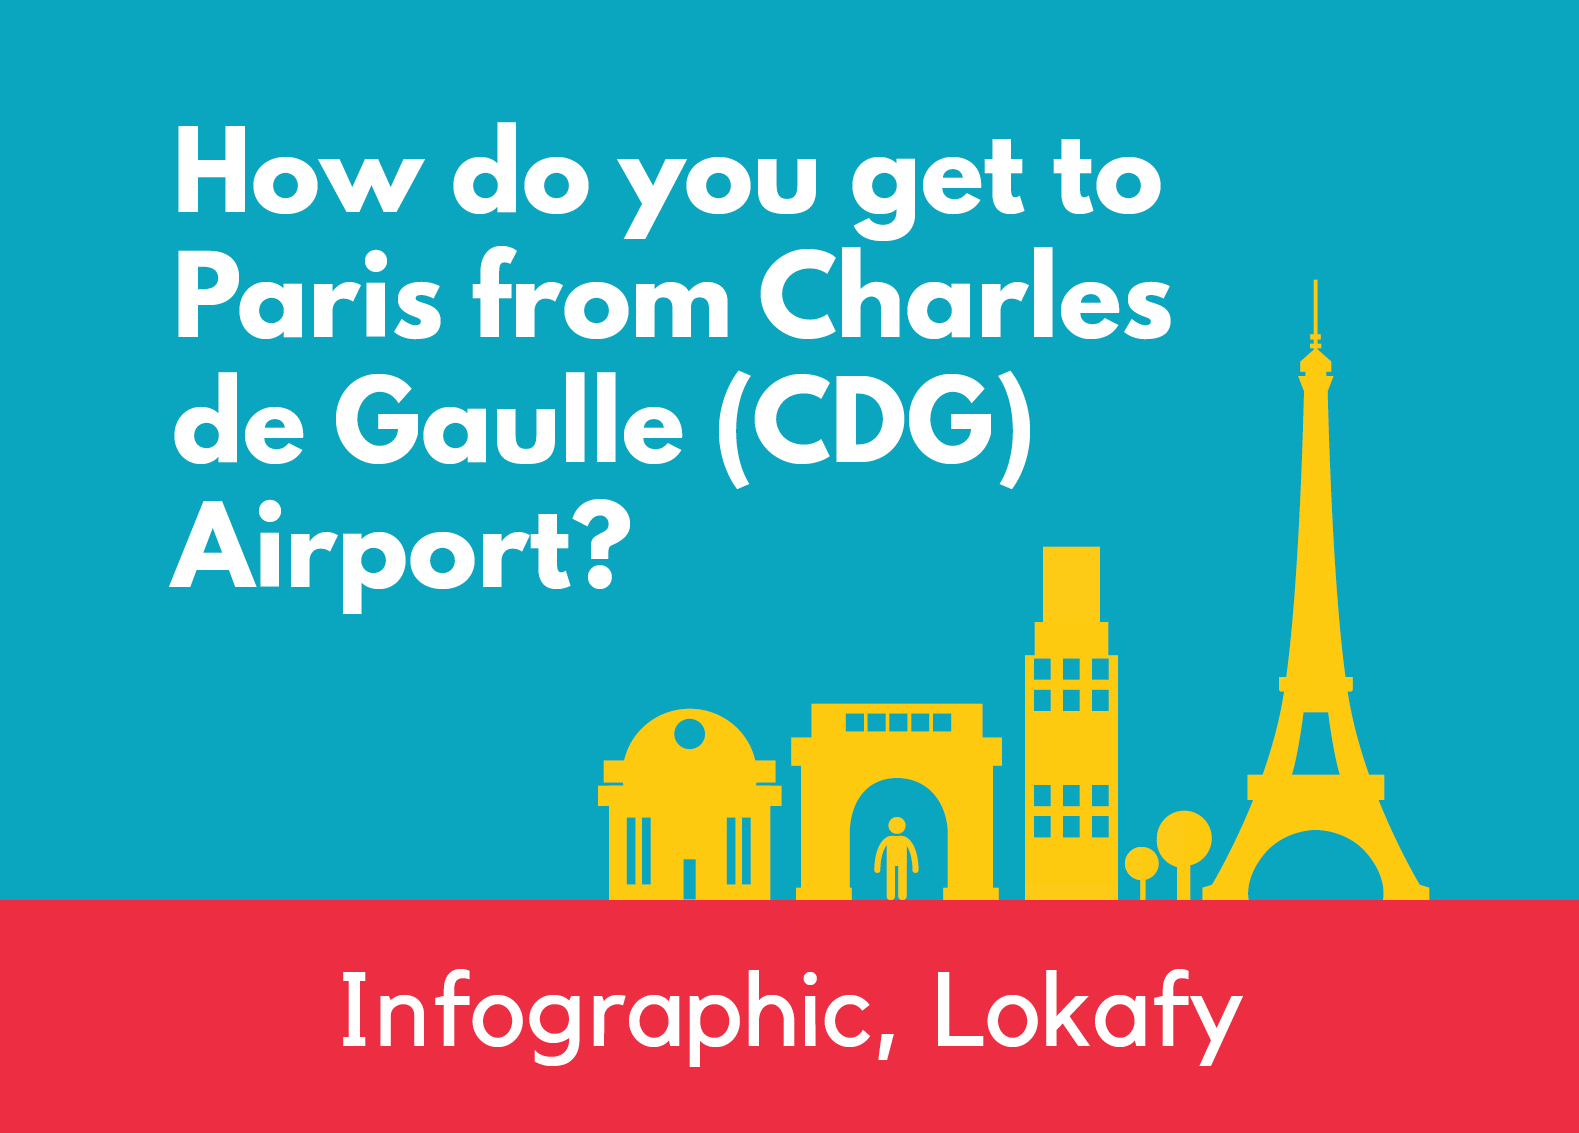 How do you get to
Paris from Charles
de Gaulle (CDG)
Airport?
Infographic, Lokafy